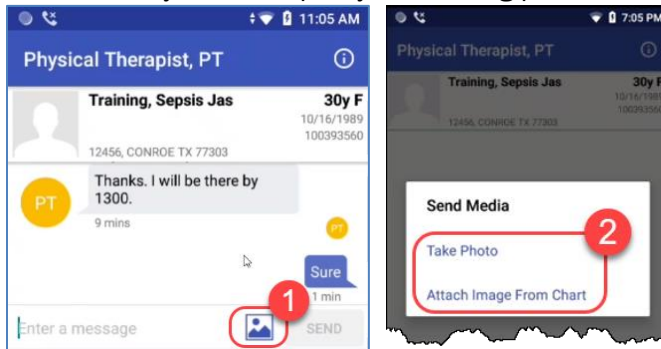 11:05 AM
Physical Therapist, PT
Training, Sepsis Jas
30y F
10/16/1989
100393560
12456, CONROE TX 77303
Thanks. I will be there by
1300.
PT
9 mins
PT
Sure
1 min
1
Enter a message
SEND
7:05 PM
Physical Therapist, PT
Training, Sepsis Jas
30y F
10/16/1989
100393560
12456, CONROE TX 77303
Send Media
2
Take Photo
Attach Image From Chart